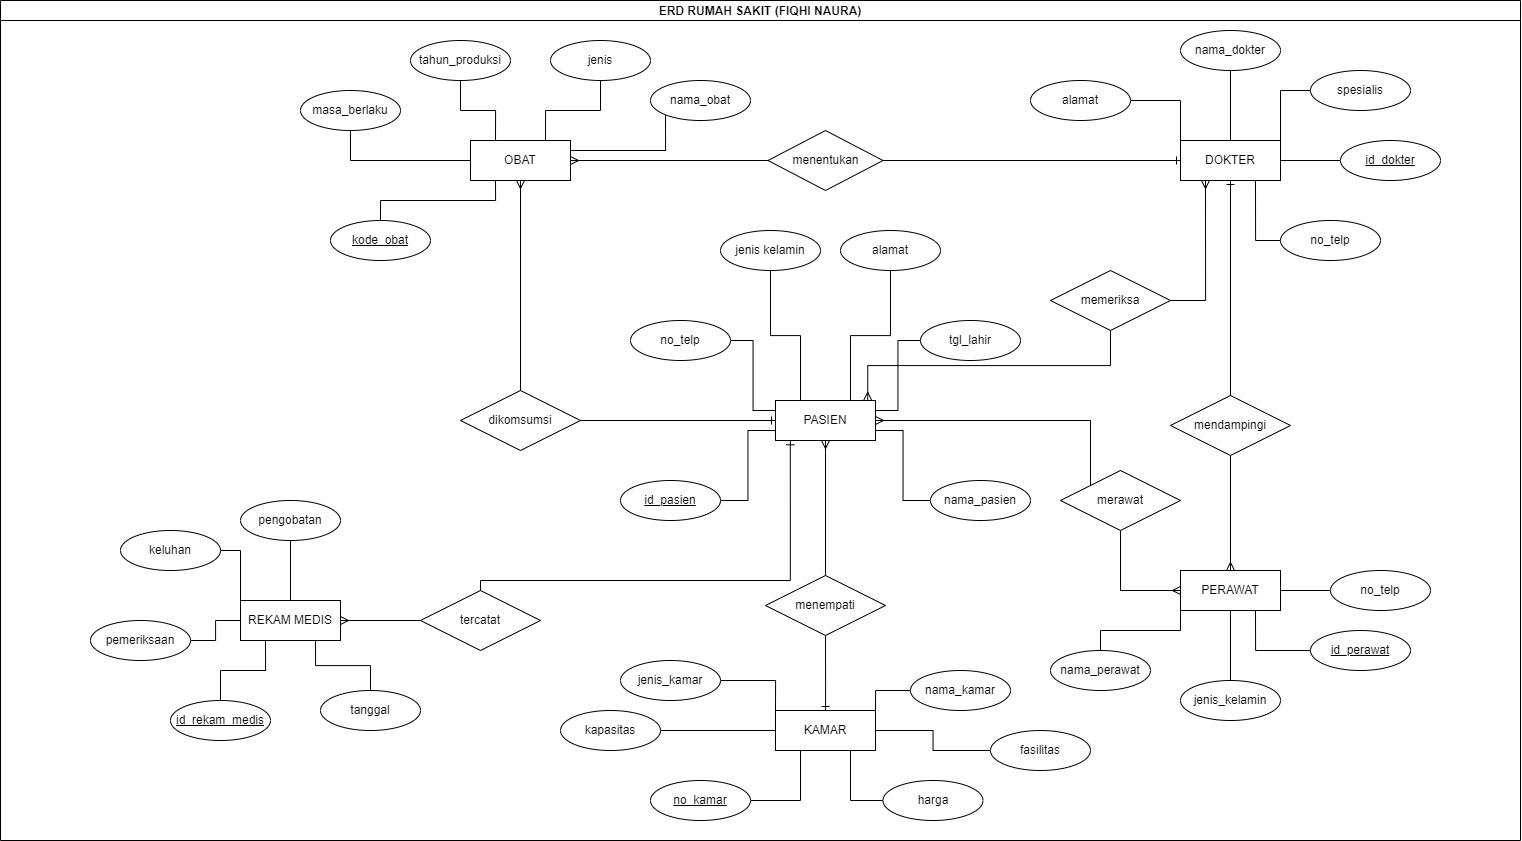 ERD RUMAH SAKIT (FIQHI NAURA)
nama_dokter
tahun_produksi
jenis
spesialis
nama_obat
alamat
masa_berlaku
OBAT
menentukan
DOKTER
id_dokter
kode_obat
no_telp
jenis kelamin
alamat
memeriksa
no_telp
tgl_lahir
dikomsumsi
PASIEN
mendampingi
id_pasien
nama_pasien
merawat
pengobatan
keluhan
PERAWAT
no_telp
menempati
REKAM MEDIS
tercatat
pemeriksaan
id_perawat
nama_perawat
jenis_kamar
nama_kamar
jenis_kelamin
tanggal
id_rekam_medis
kapasitas
KAMAR
fasilitas
no_kamar
harga